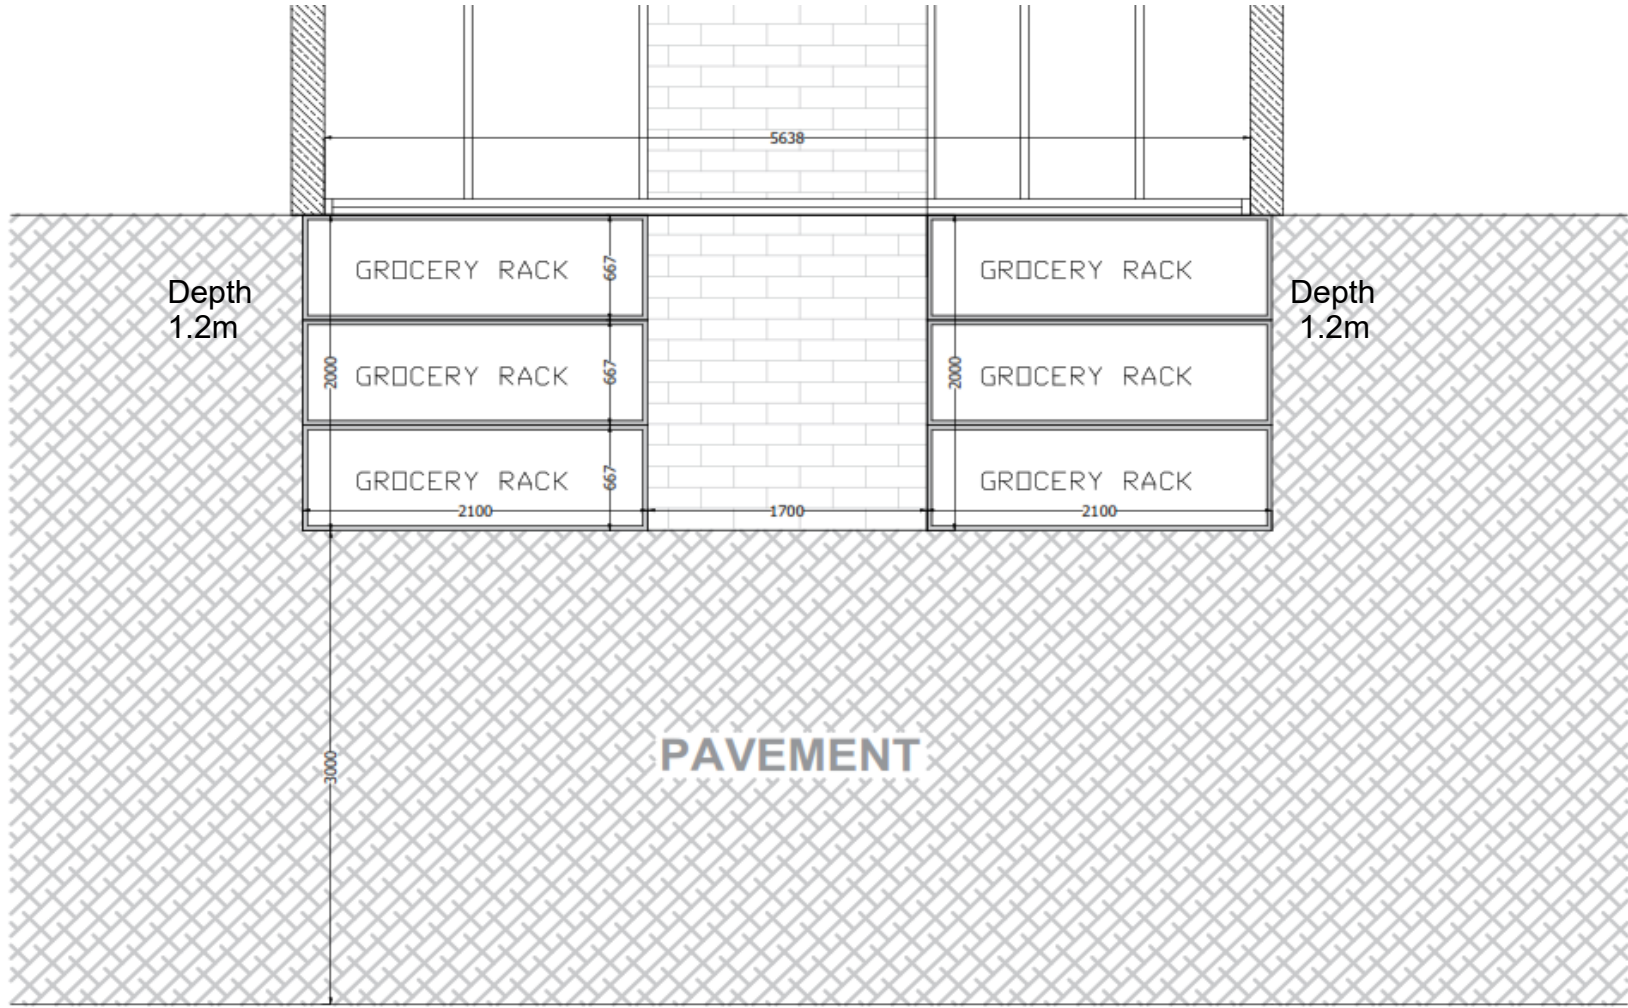 5638
GROCERY RACK
667
GROCERY RACK
Depth
1.2m
Depth
1.2m
2000
GROCERY RACK
667
2000
GROCERY RACK
GROCERY RACK
667
GROCERY RACK
2100
1700
2100
PAVEMENT
3000